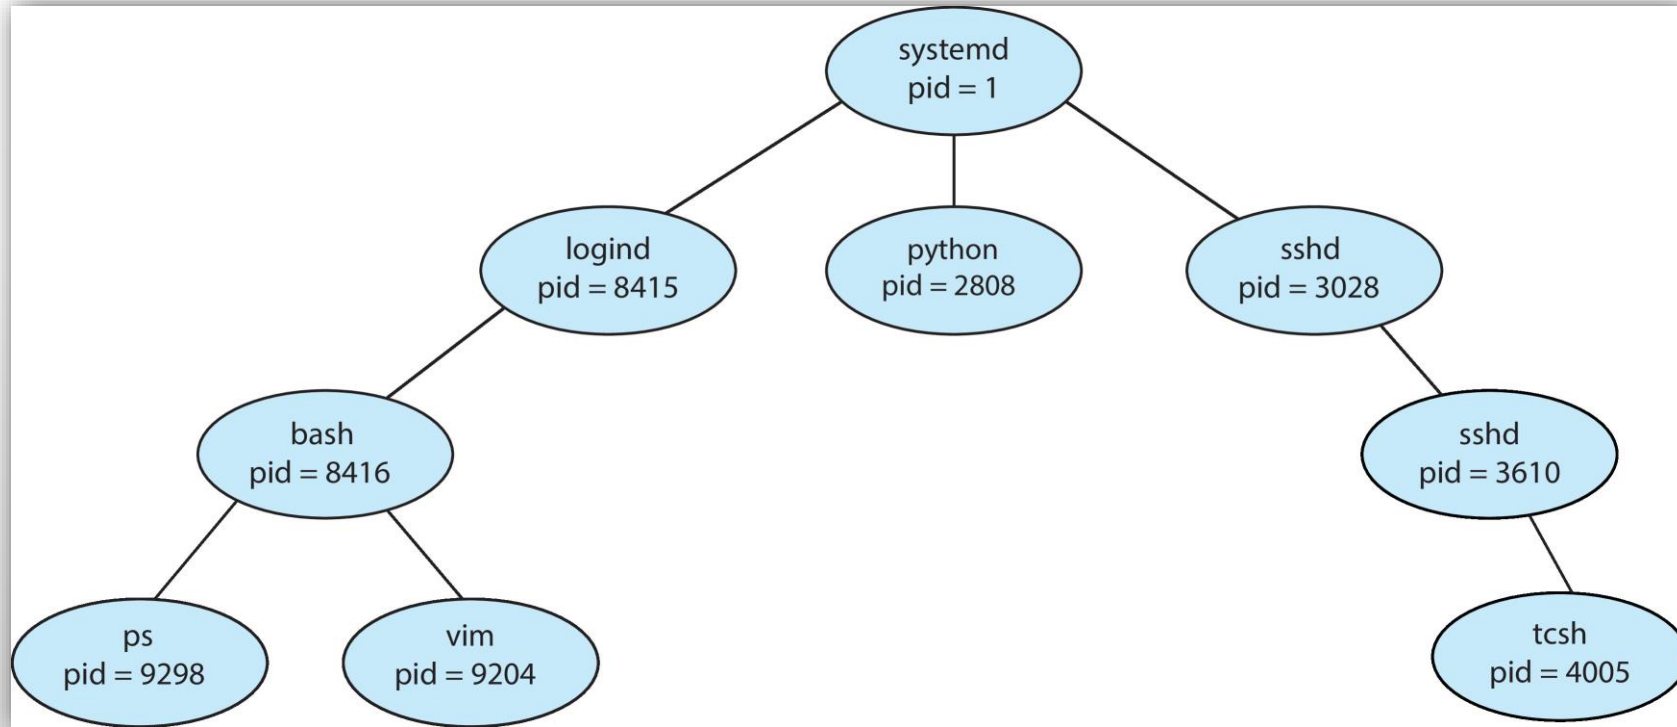 systemd
pid = 1
logind
pid = 8415
python
pid = 2808
sshd
pid = 3028
bash
pid = 8416
sshd
pid = 3610
ps
pid = 9298
vim
pid = 9204
tcsh
pid = 4005